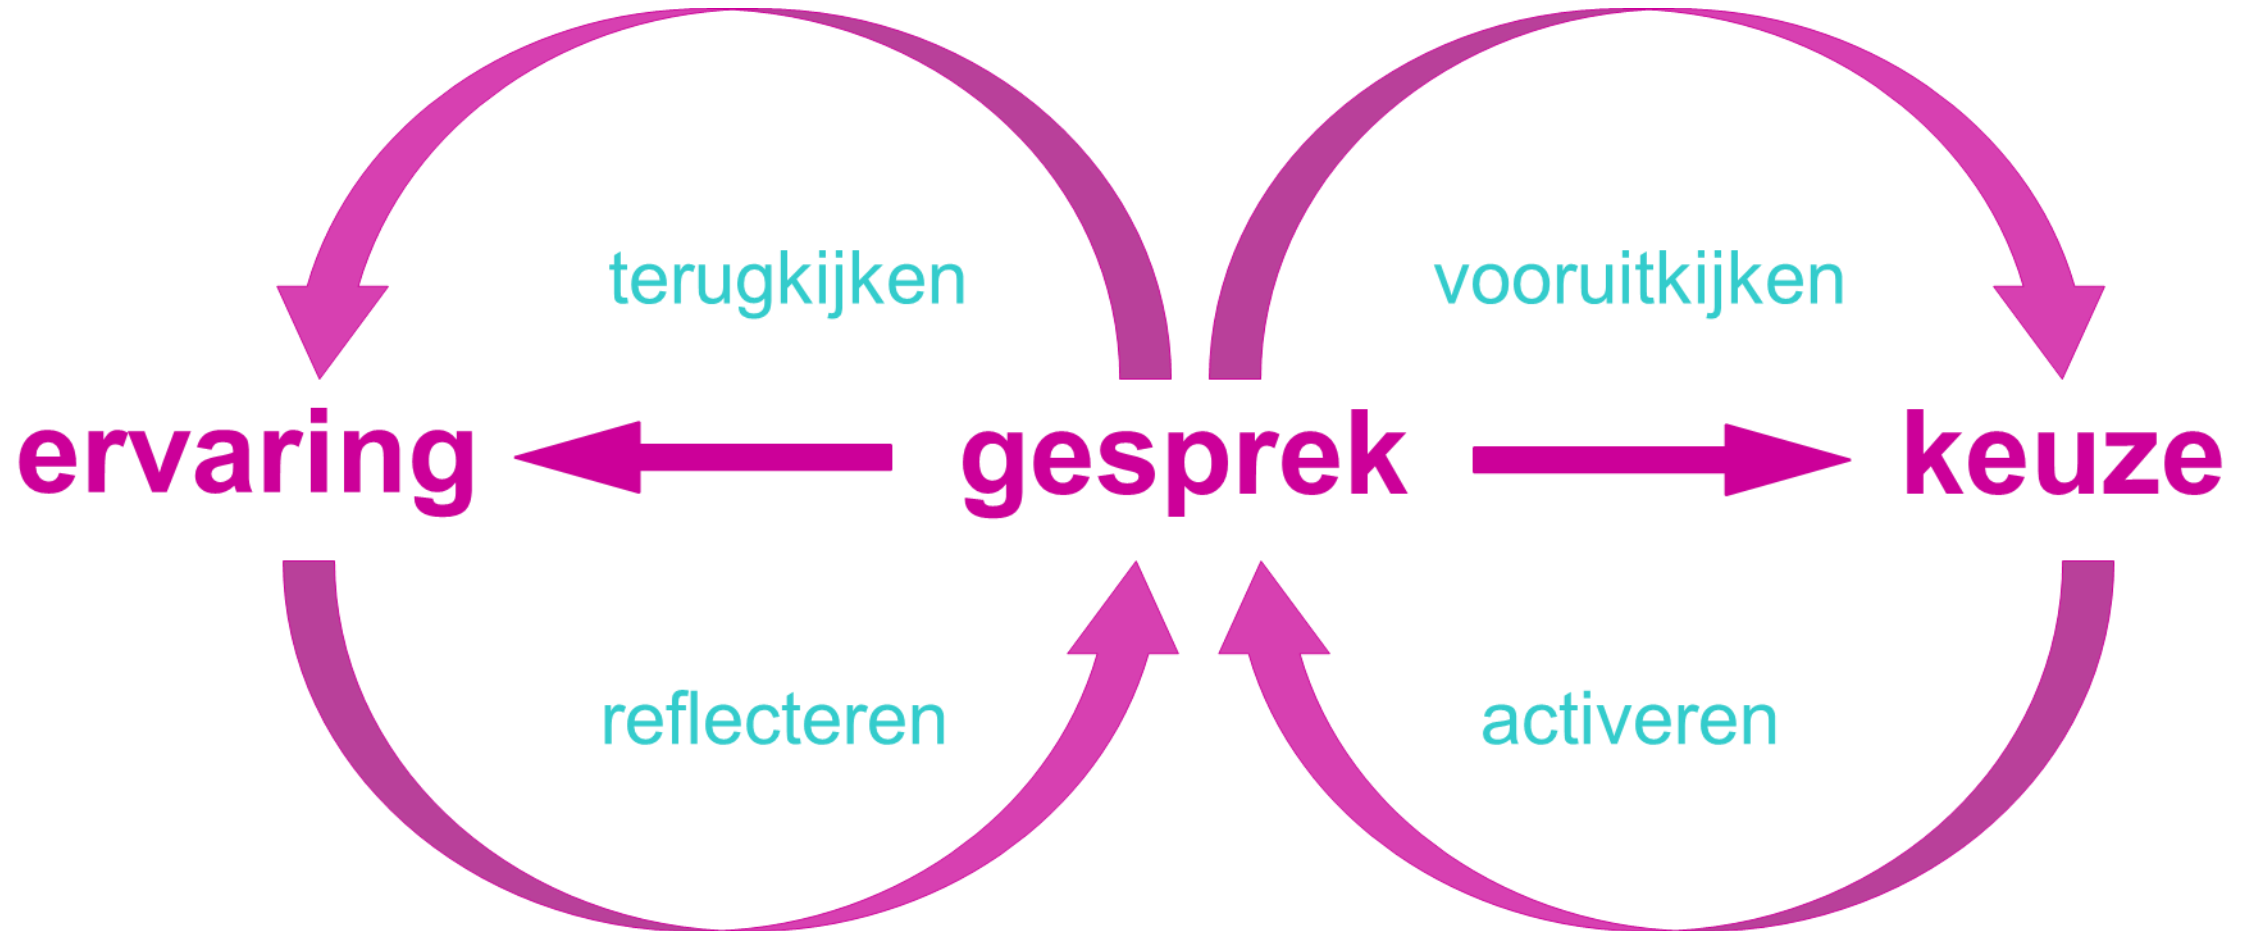 terugkijken
vooruitkijken
ervaring gesprek keuze
reflecteren
activeren